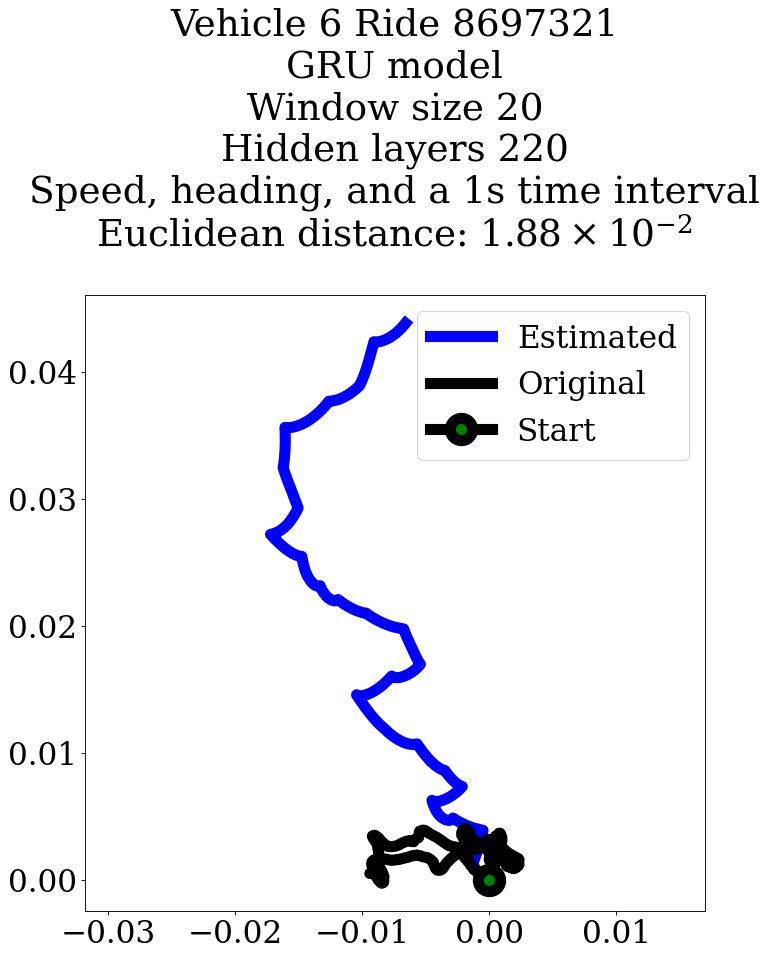 Vehicle 6 Ride 8697321
GRU model
Window size 20
Hidden layers 220
Speed, heading, and a 1s time interval
Euclidean distance: 1.88 × 10⁻²
Estimated
Original
Start
0.04
0.03
0.02
0.01
0.00
−0.03 −0.02 −0.01 0.00 0.01